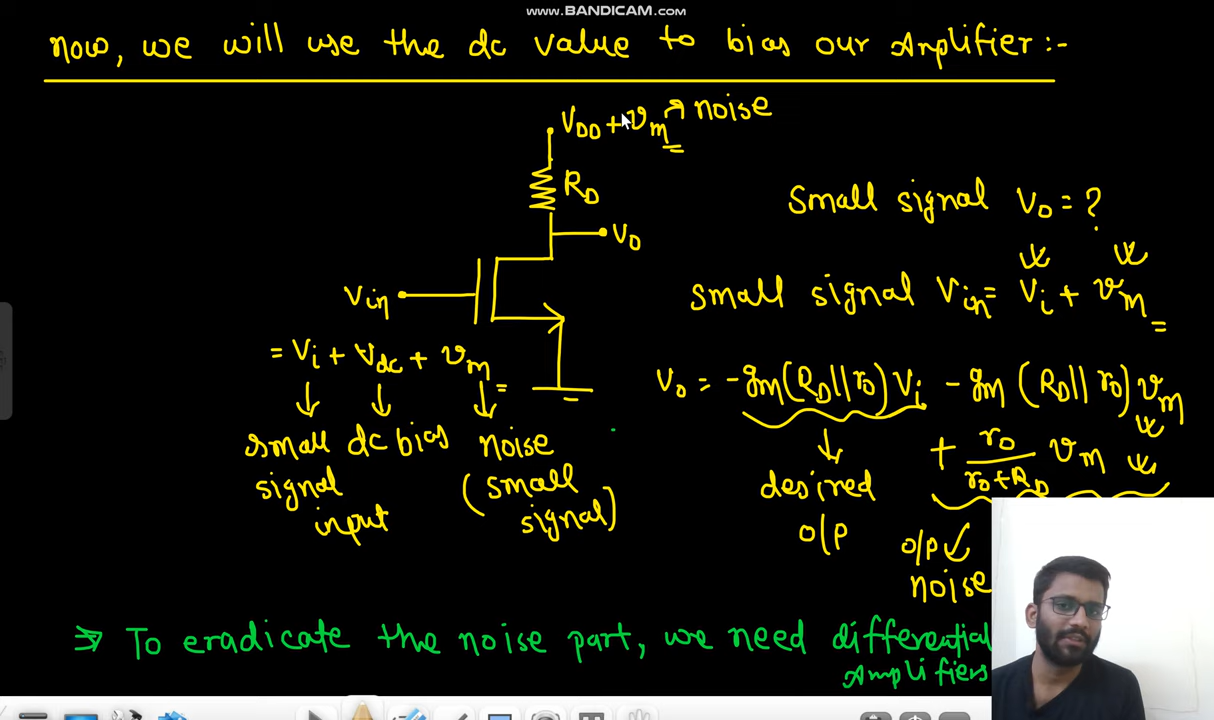 WWW.BANDICAM.COM
now, we will use the dc value to bias our Amplifier:-
VDD + vm → noise
RD
Vo
Vin
= Vi + Vdc + vm
small signal input
dc bias
noise (small signal)
Small signal Vo = ?
Small signal Vin = Vi + vm
Vo = -gm(RD||ro) Vi - gm (RD||ro) vm
+ ro/(ro+RD) vm
desired
o/p
o/p
noise
⇒ To eradicate the noise part, we need differential
Amplifiers